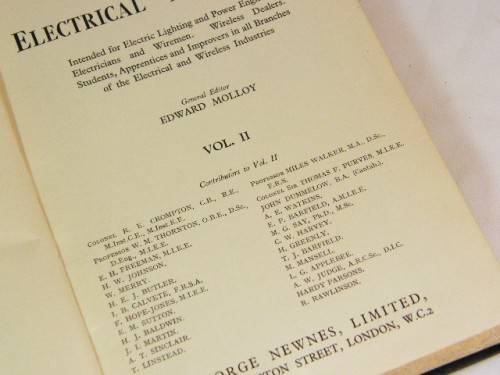 ELECTRICAL
Intended for Electric Lighting and Power
Electricians and Wiremen. Wireless Dealers.
Students, Apprentices and Improvers in all Branches
of the Electrical and Wireless Industries
General Editor
EDWARD MOLLOY
VOL. II
Contributors to Vol. II
COLONEL R. E. CROMPTON, C.B., R.E.,
M.Inst.C.E., M.Inst.E.E.
PROFESSOR W. M. THORNTON, O.B.E., D.Sc.,
D.Eng., M.I.E.E.
E. H. FREEMAN, M.I.E.E.
H. W. JOHNSON.
W. MERRY.
H. E. J. BUTLER.
I. B. CALVETE, F.R.S.A.
F. HOPE-JONES, M.I.E.E.
E. M. SUTTON.
H. J. BALDWIN.
J. M. MARTIN.
A. T. SINCLAIR.
T. LINSTEAD.
PROFESSOR MILES WALKER, M.A., D.Sc.,
F.R.S.
COLONEL SIR THOMAS F. PURVES, M.I.E.E.
JOHN DUMMELOW, B.A. (Cantab.).
A. E. WATKINS.
E. P. BARFIELD, A.M.I.E.E.
M. G. SAY, Ph.D., M.Sc.
C. W. HARVEY.
H. GREENLY.
T. J. BARFIELD.
M. MANSELL.
L. G. APPLEBEE.
A. W. JUDGE, A.R.C.Sc., D.I.C.
HARDY PARSONS.
R. RAWLINSON.
ORGE NEWNES, LIMITED,
TON STREET, LONDON, W.C.2